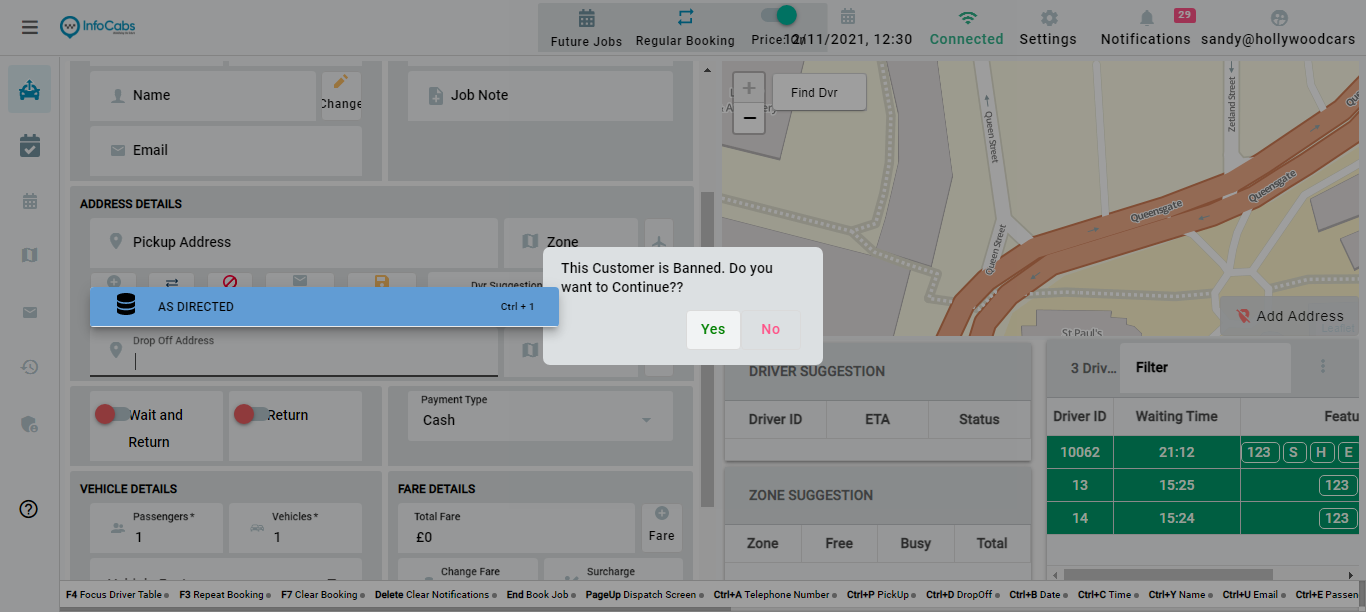 InfoCabs
Future Jobs
Regular Booking
10/11/2021, 12:30
Connected
Settings
29
Notifications
sandy@hollywoodcars
Name
Change
Email
Job Note
ADDRESS DETAILS
Pickup Address
Zone
Dvr Suggestion
AS DIRECTED
Ctrl + 1
Drop Off Address
Wait and
Return
Return
Payment Type
Cash
VEHICLE DETAILS
Passengers*
1
Vehicles*
1
FARE DETAILS
Total Fare
£0
Fare
Change Fare
Surcharge
This Customer is Banned. Do you
want to Continue??
Yes
No
+
−
Find Dvr
Queen Street
Queen Street
Zetland Street
Queensgate
Queensgate
St Paul's
Add Address
DRIVER SUGGESTION
Driver ID
ETA
Status
ZONE SUGGESTION
Zone
Free
Busy
Total
3 Driv...
Filter
Driver ID
Waiting Time
Featu
10062
21:12
123
S
H
E
13
15:25
123
14
15:24
123
F4 Focus Driver Table
F3 Repeat Booking
F7 Clear Booking
Delete Clear Notifications
End Book Job
PageUp Dispatch Screen
Ctrl+A Telephone Number
Ctrl+P PickUp
Ctrl+D DropOff
Ctrl+B Date
Ctrl+C Time
Ctrl+Y Name
Ctrl+U Email
Ctrl+E Passen